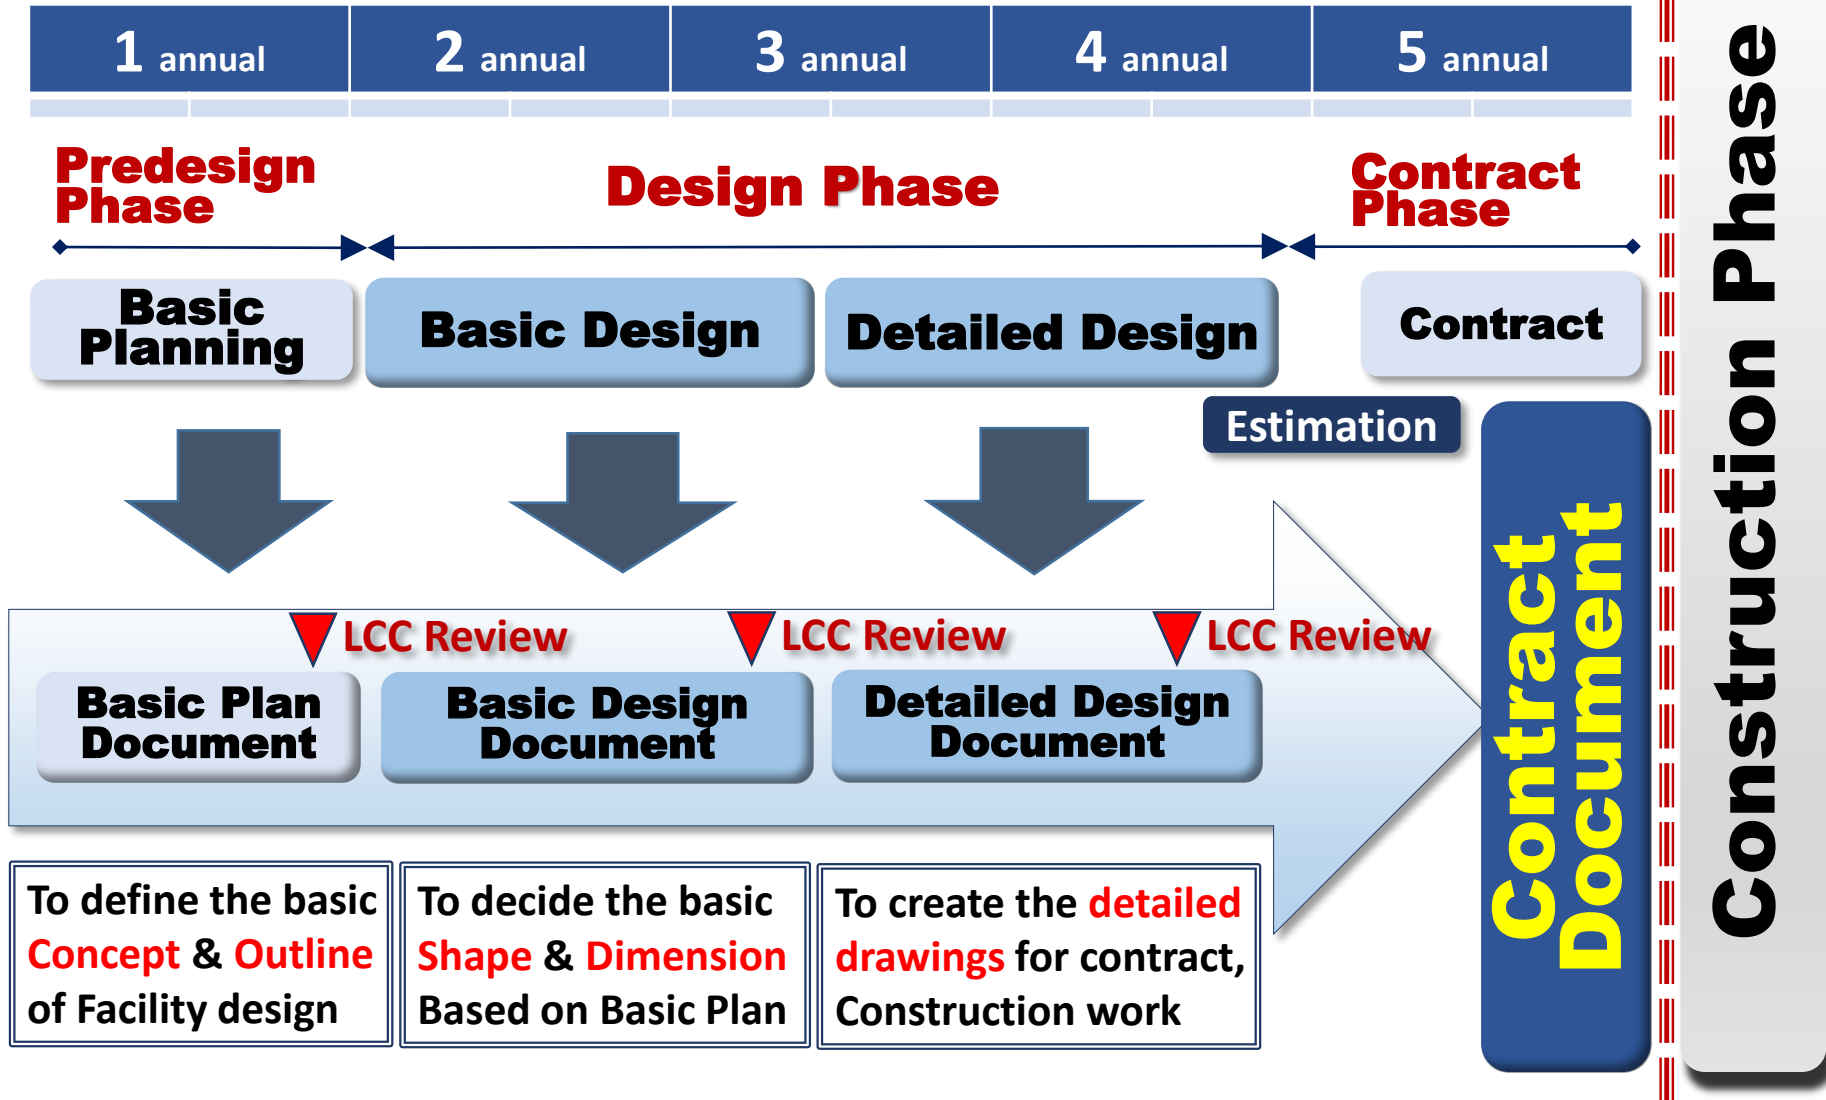 1 annual
2 annual
3 annual
4 annual
5 annual
Predesign
Phase
Design Phase
Contract
Phase
Basic
Planning
Basic Design
Detailed Design
Contract
Estimation
LCC Review
LCC Review
LCC Review
Basic Plan
Document
Basic Design
Document
Detailed Design
Document
To define the basic
Concept & Outline
of Facility design
To decide the basic
Shape & Dimension
Based on Basic Plan
To create the detailed
drawings for contract,
Construction work
Contract
Document
Construction Phase